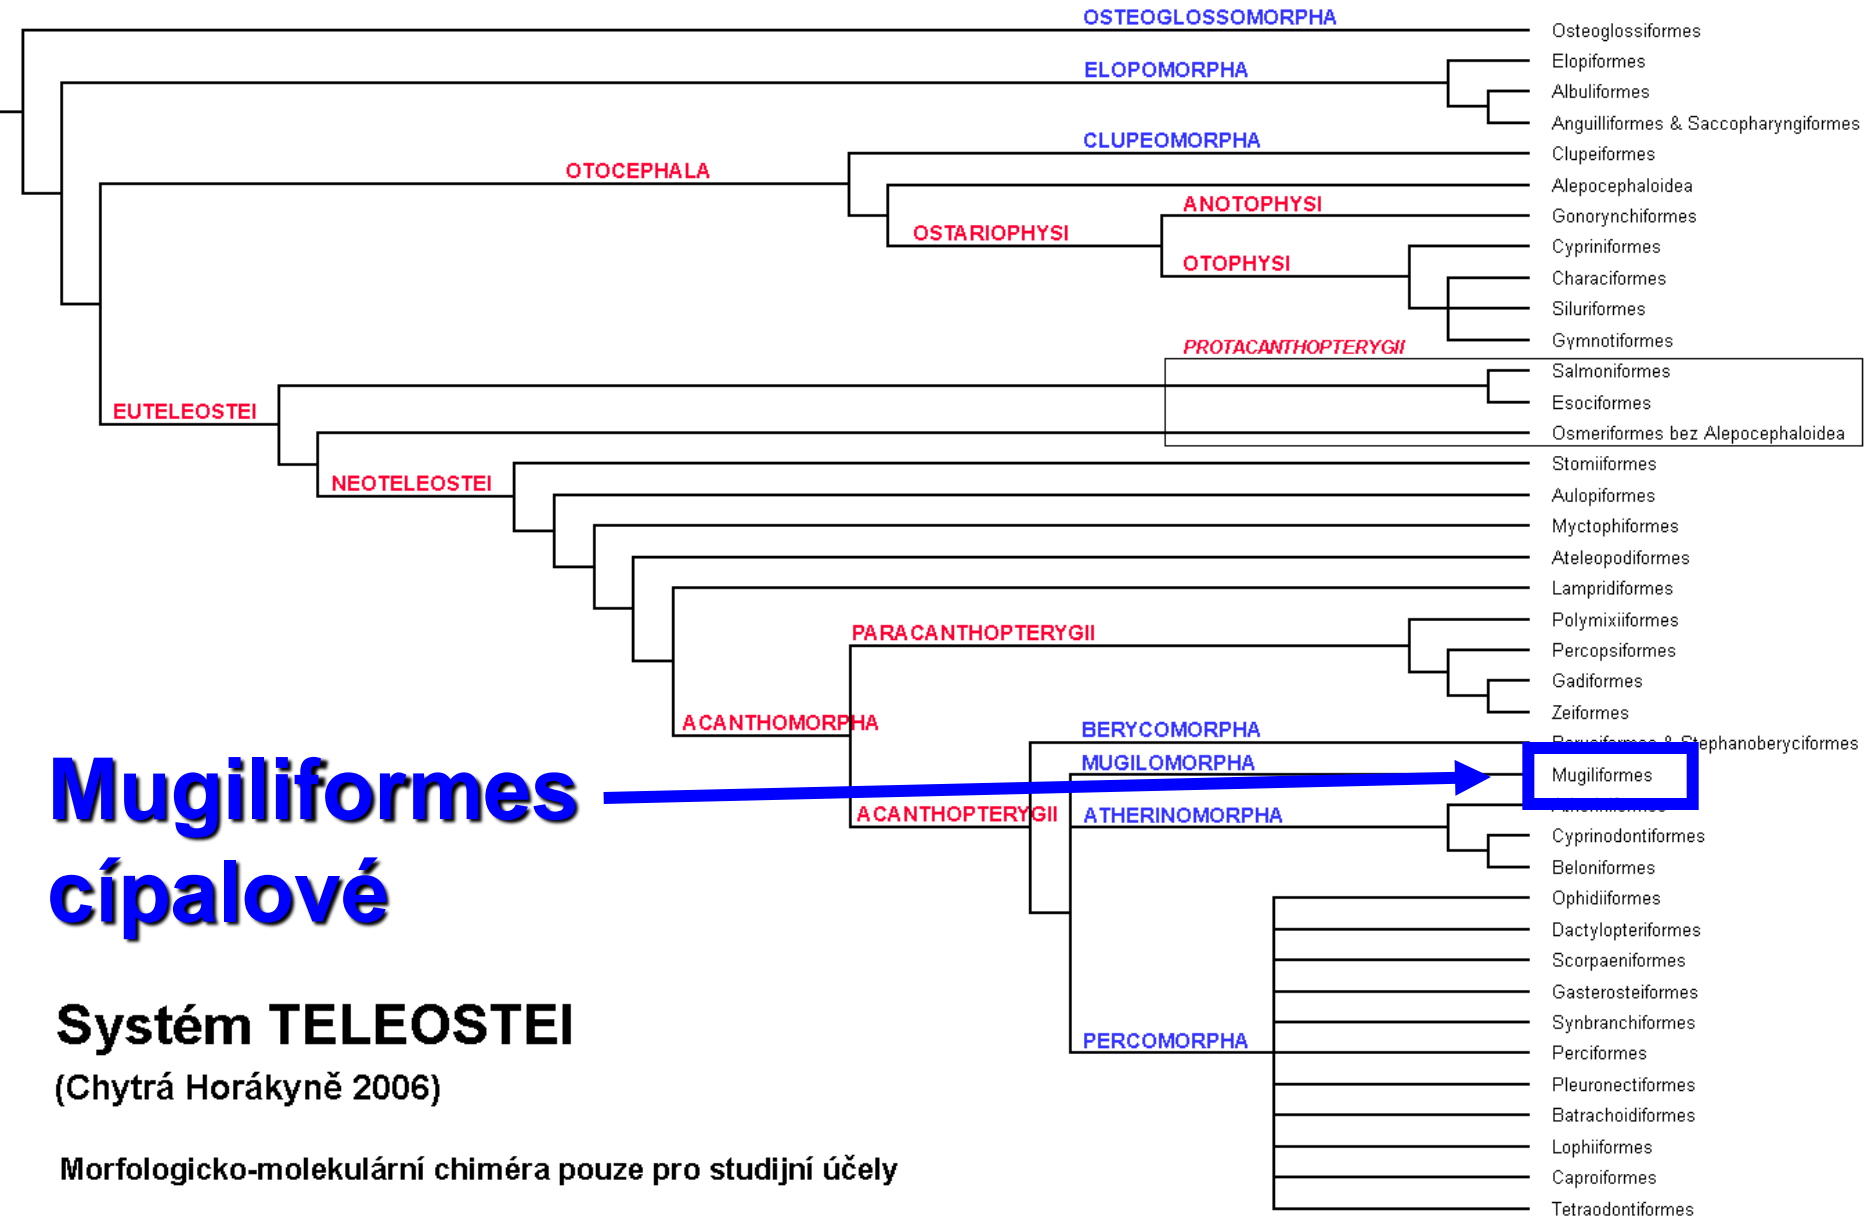 OSTEOGLOSSOMORPHA
Osteoglossiformes
Elopiformes
ELOPOMORPHA
Albuliformes
Anguilliformes & Saccopharyngiformes
CLUPEOMORPHA
Clupeiformes
OTOCEPHALA
Alepocephaloidea
ANOTOPHYSI
Gonorynchiformes
OSTARIOPHYSI
Cypriniformes
OTOPHYSI
Characiformes
Siluriformes
Gymnotiformes
PROTACANTHOPTERYGII
Salmoniformes
Esociformes
EUTELEOSTEI
Osmeriformes bez Alepocephaloidea
Stomiiformes
NEOTELEOSTEI
Aulopiformes
Myctophiformes
Ateleopodiformes
Lampridiformes
Polymixiiformes
PARACANTHOPTERYGII
Percopsiformes
Gadiformes
Zeiformes
ACANTHOMORPHA
BERYCOMORPHA
& Stephanoberyciformes
MUGILOMORPHA
Mugiliformes
Mugiliformes
cípalové
ACANTHOPTERYGII
ATHERINOMORPHA
Cyprinodontiformes
Beloniformes
Ophidiiformes
Dactylopteriformes
Scorpaeniformes
Gasterosteiformes
Synbranchiformes
PERCOMORPHA
Perciformes
Pleuronectiformes
Batrachoidiformes
Lophiiformes
Caproiformes
Tetraodontiformes
Systém TELEOSTEI
(Chytrá Horákyně 2006)
Morfologicko-molekulární chiméra pouze pro studijní účely